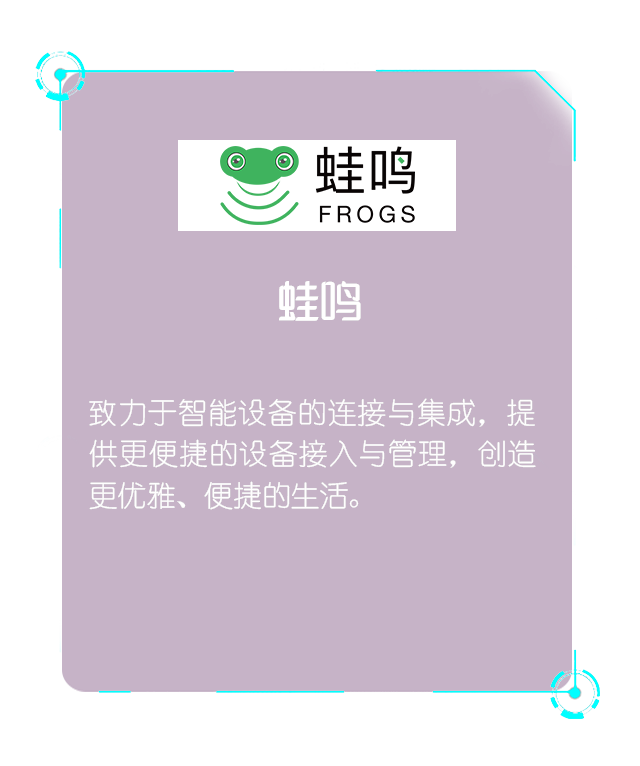 蛙鸣
FROGS
蛙鸣
致力于智能设备的连接与集成，提
供更便捷的设备接入与管理，创造
更优雅、便捷的生活。